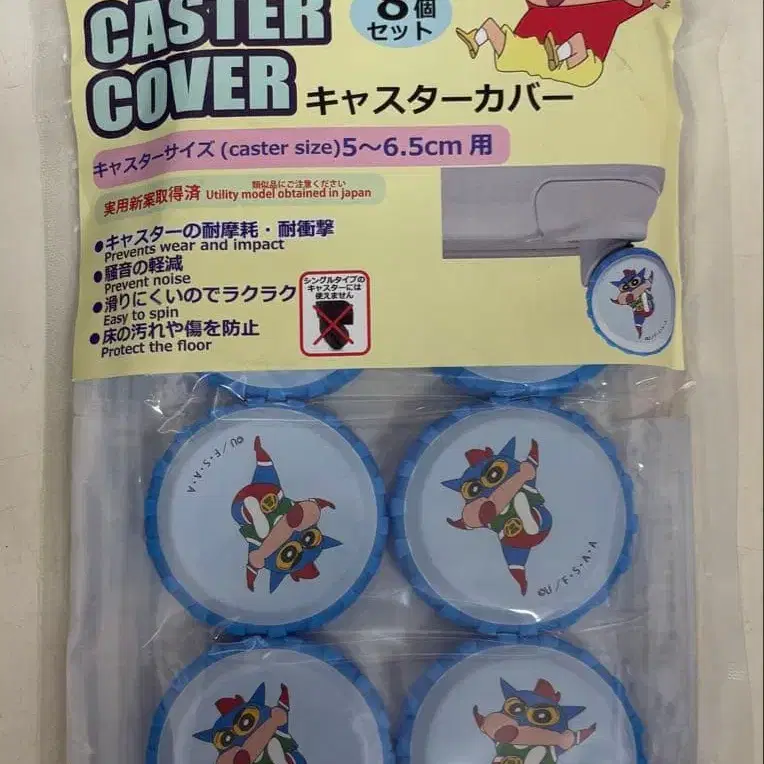 CASTER
COVER
8個
セット
キャスターカバー
キャスターサイズ (caster size)5～6.5cm 用
類似品にご注意ください
実用新案取得済 Utility model obtained in japan
●キャスターの耐摩耗・耐衝撃
Prevents wear and impact
●騒音の軽減
Prevent noise
●滑りにくいのでラクラク
Easy to spin
●床の汚れや傷を防止
Protect the floor
シングルタイプの
キャスターには
使えません
©U/F・S・A・A
©U/F・S・A・A